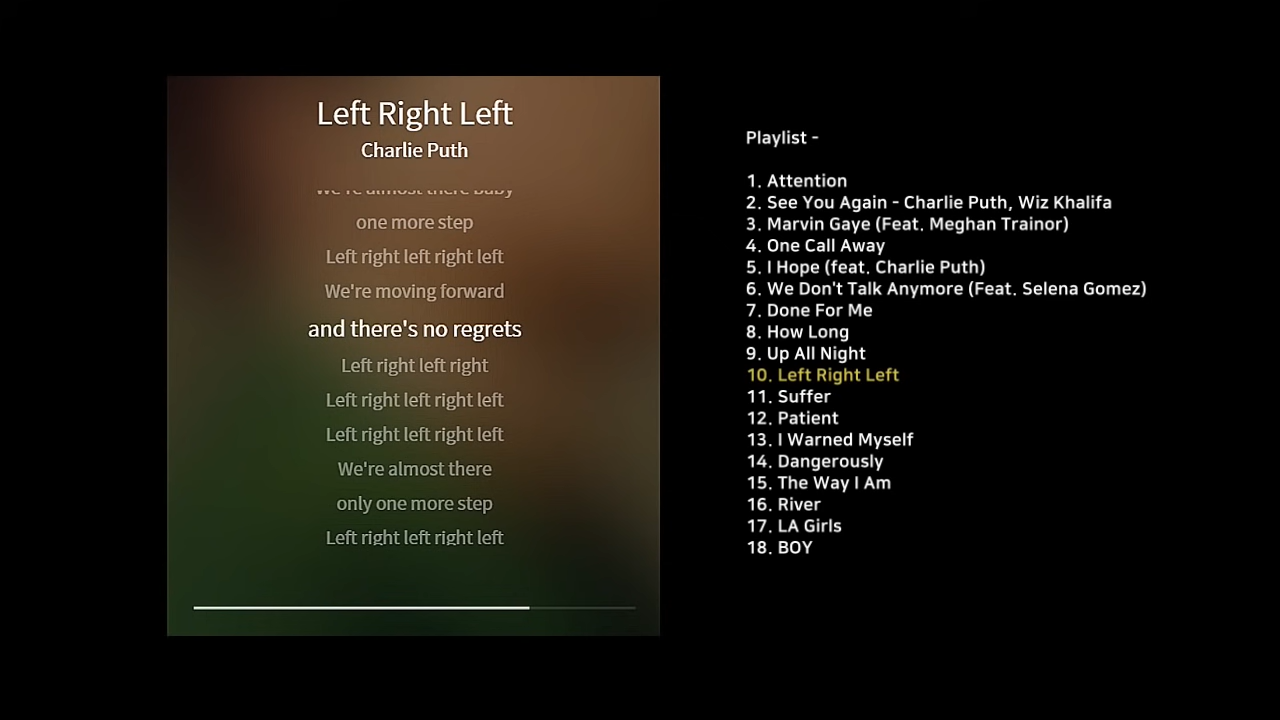 Left Right Left
Charlie Puth
We're almost there baby
one more step
Left right left right left
We're moving forward
and there's no regrets
Left right left right
Left right left right left
Left right left right left
We're almost there
only one more step
Left right left right left
Playlist -
1. Attention
2. See You Again - Charlie Puth, Wiz Khalifa
3. Marvin Gaye (Feat. Meghan Trainor)
4. One Call Away
5. I Hope (feat. Charlie Puth)
6. We Don't Talk Anymore (Feat. Selena Gomez)
7. Done For Me
8. How Long
9. Up All Night
10. Left Right Left
11. Suffer
12. Patient
13. I Warned Myself
14. Dangerously
15. The Way I Am
16. River
17. LA Girls
18. BOY